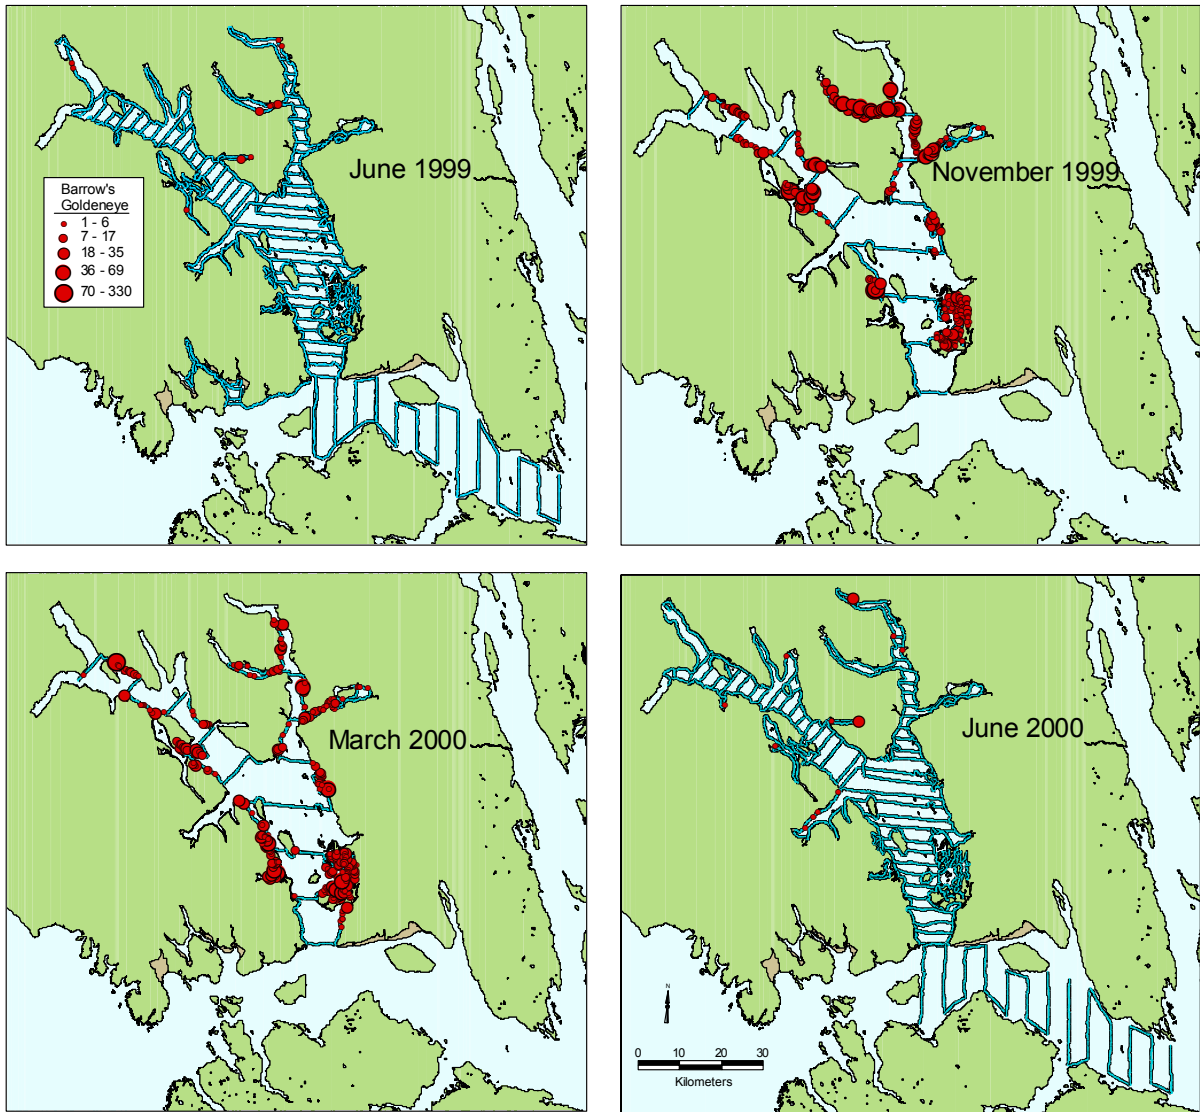 June 1999
Barrow's
Goldeneye
1 - 6
7 - 17
18 - 35
36 - 69
70 - 330
November 1999
March 2000
June 2000
N
0 10 20 30
Kilometers